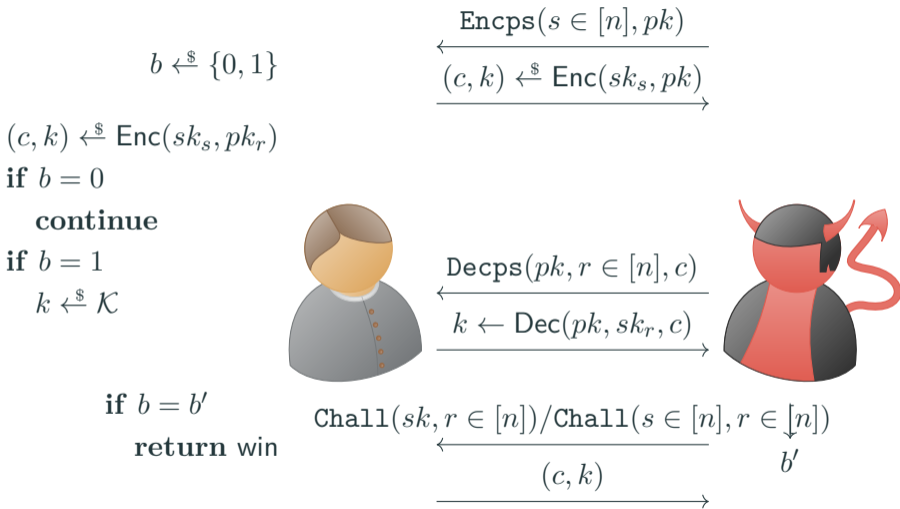 Encps(s ∈ [n], pk)
b ←$ {0, 1}
(c, k) ←$ Enc(sk_s, pk)
(c, k) ←$ Enc(sk_s, pk_r)
if b = 0
continue
if b = 1
k ←$ 𝒦
Decps(pk, r ∈ [n], c)
k ← Dec(pk, sk_r, c)
if b = b′
return win
Chall(sk, r ∈ [n])/Chall(s ∈ [n], r ∈ [n])
b′
(c, k)